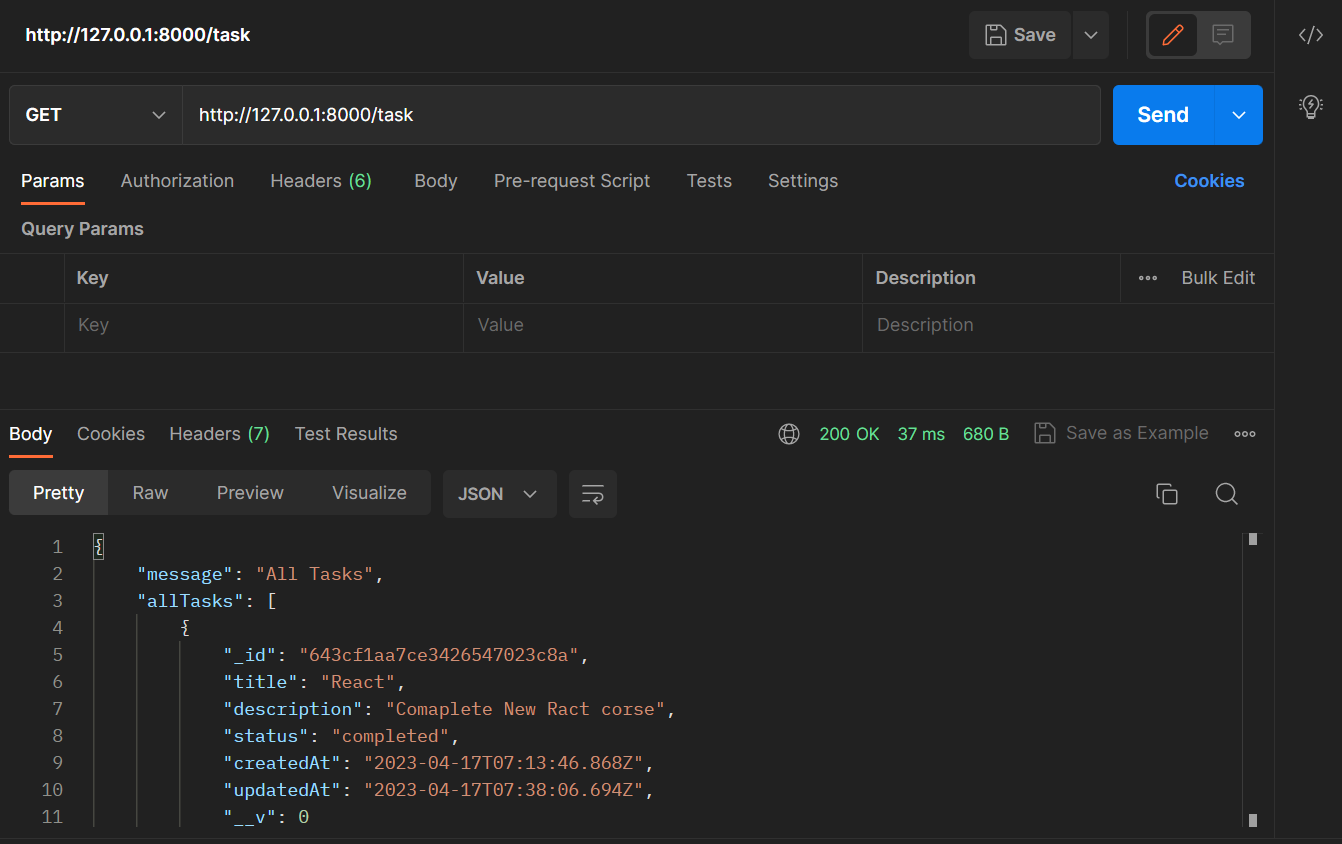 http://127.0.0.1:8000/task
Save
GET
http://127.0.0.1:8000/task
Send
Params Authorization Headers (6) Body Pre-request Script Tests Settings Cookies
Query Params
Key Value Description Bulk Edit
Key Value Description
Body Cookies Headers (7) Test Results 200 OK 37 ms 680 B Save as Example
Pretty Raw Preview Visualize JSON
1 {
2 "message": "All Tasks",
3 "allTasks": [
4 {
5 "_id": "643cf1aa7ce3426547023c8a",
6 "title": "React",
7 "description": "Comaplete New Ract corse",
8 "status": "completed",
9 "createdAt": "2023-04-17T07:13:46.868Z",
10 "updatedAt": "2023-04-17T07:38:06.694Z",
11 "__v": 0